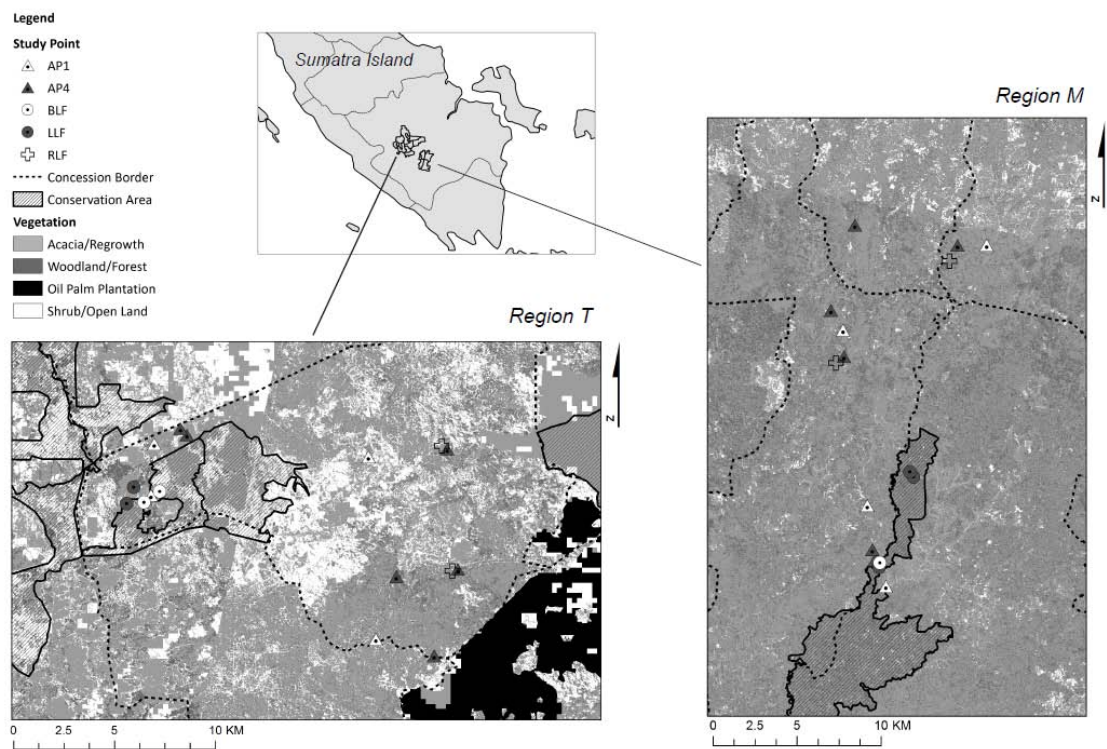 Legend
Study Point
AP1
AP4
BLF
LLF
RLF
Concession Border
Conservation Area
Vegetation
Acacia/Regrowth
Woodland/Forest
Oil Palm Plantation
Shrub/Open Land
Sumatra Island
Region M
N
Region T
N
0 2.5 5 10 KM
0 2.5 5 10 KM